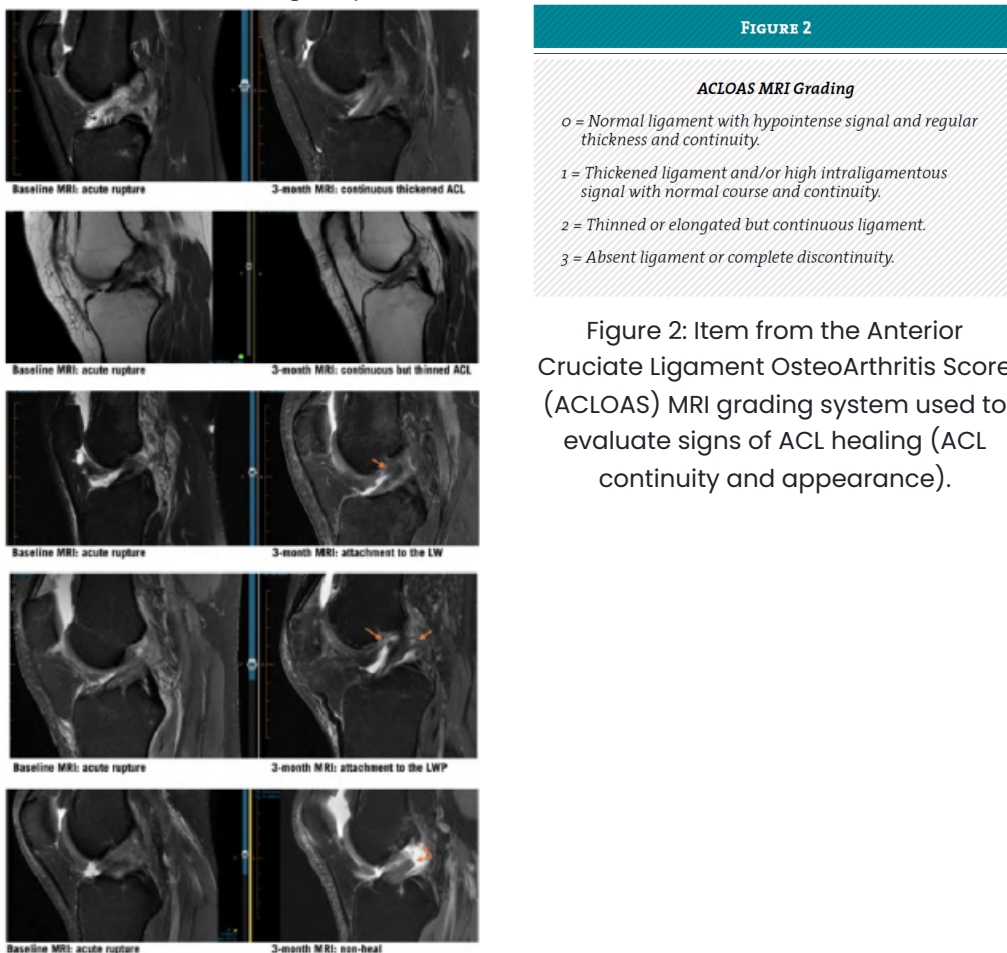 Baseline MRI: acute rupture
3-month MRI: continuous thickened ACL
Baseline MRI: acute rupture
3-month MRI: continuous but thinned ACL
Baseline MRI: acute rupture
3-month MRI: attachment to the LW
Baseline MRI: acute rupture
3-month MRI: attachment to the LWP
Baseline MRI: acute rupture
3-month MRI: non-heal
FIGURE 2
ACLOAS MRI Grading
0 = Normal ligament with hypointense signal and regular
thickness and continuity.
1 = Thickened ligament and/or high intraligamentous
signal with normal course and continuity.
2 = Thinned or elongated but continuous ligament.
3 = Absent ligament or complete discontinuity.
Figure 2: Item from the Anterior
Cruciate Ligament OsteoArthritis Score
(ACLOAS) MRI grading system used to
evaluate signs of ACL healing (ACL
continuity and appearance).